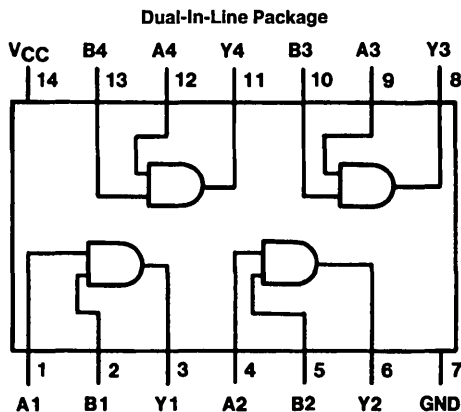 Dual-In-Line Package
VCC B4 A4 Y4 B3 A3 Y3
14 13 12 11 10 9 8
1 2 3 4 5 6 7
A1 B1 Y1 A2 B2 Y2 GND